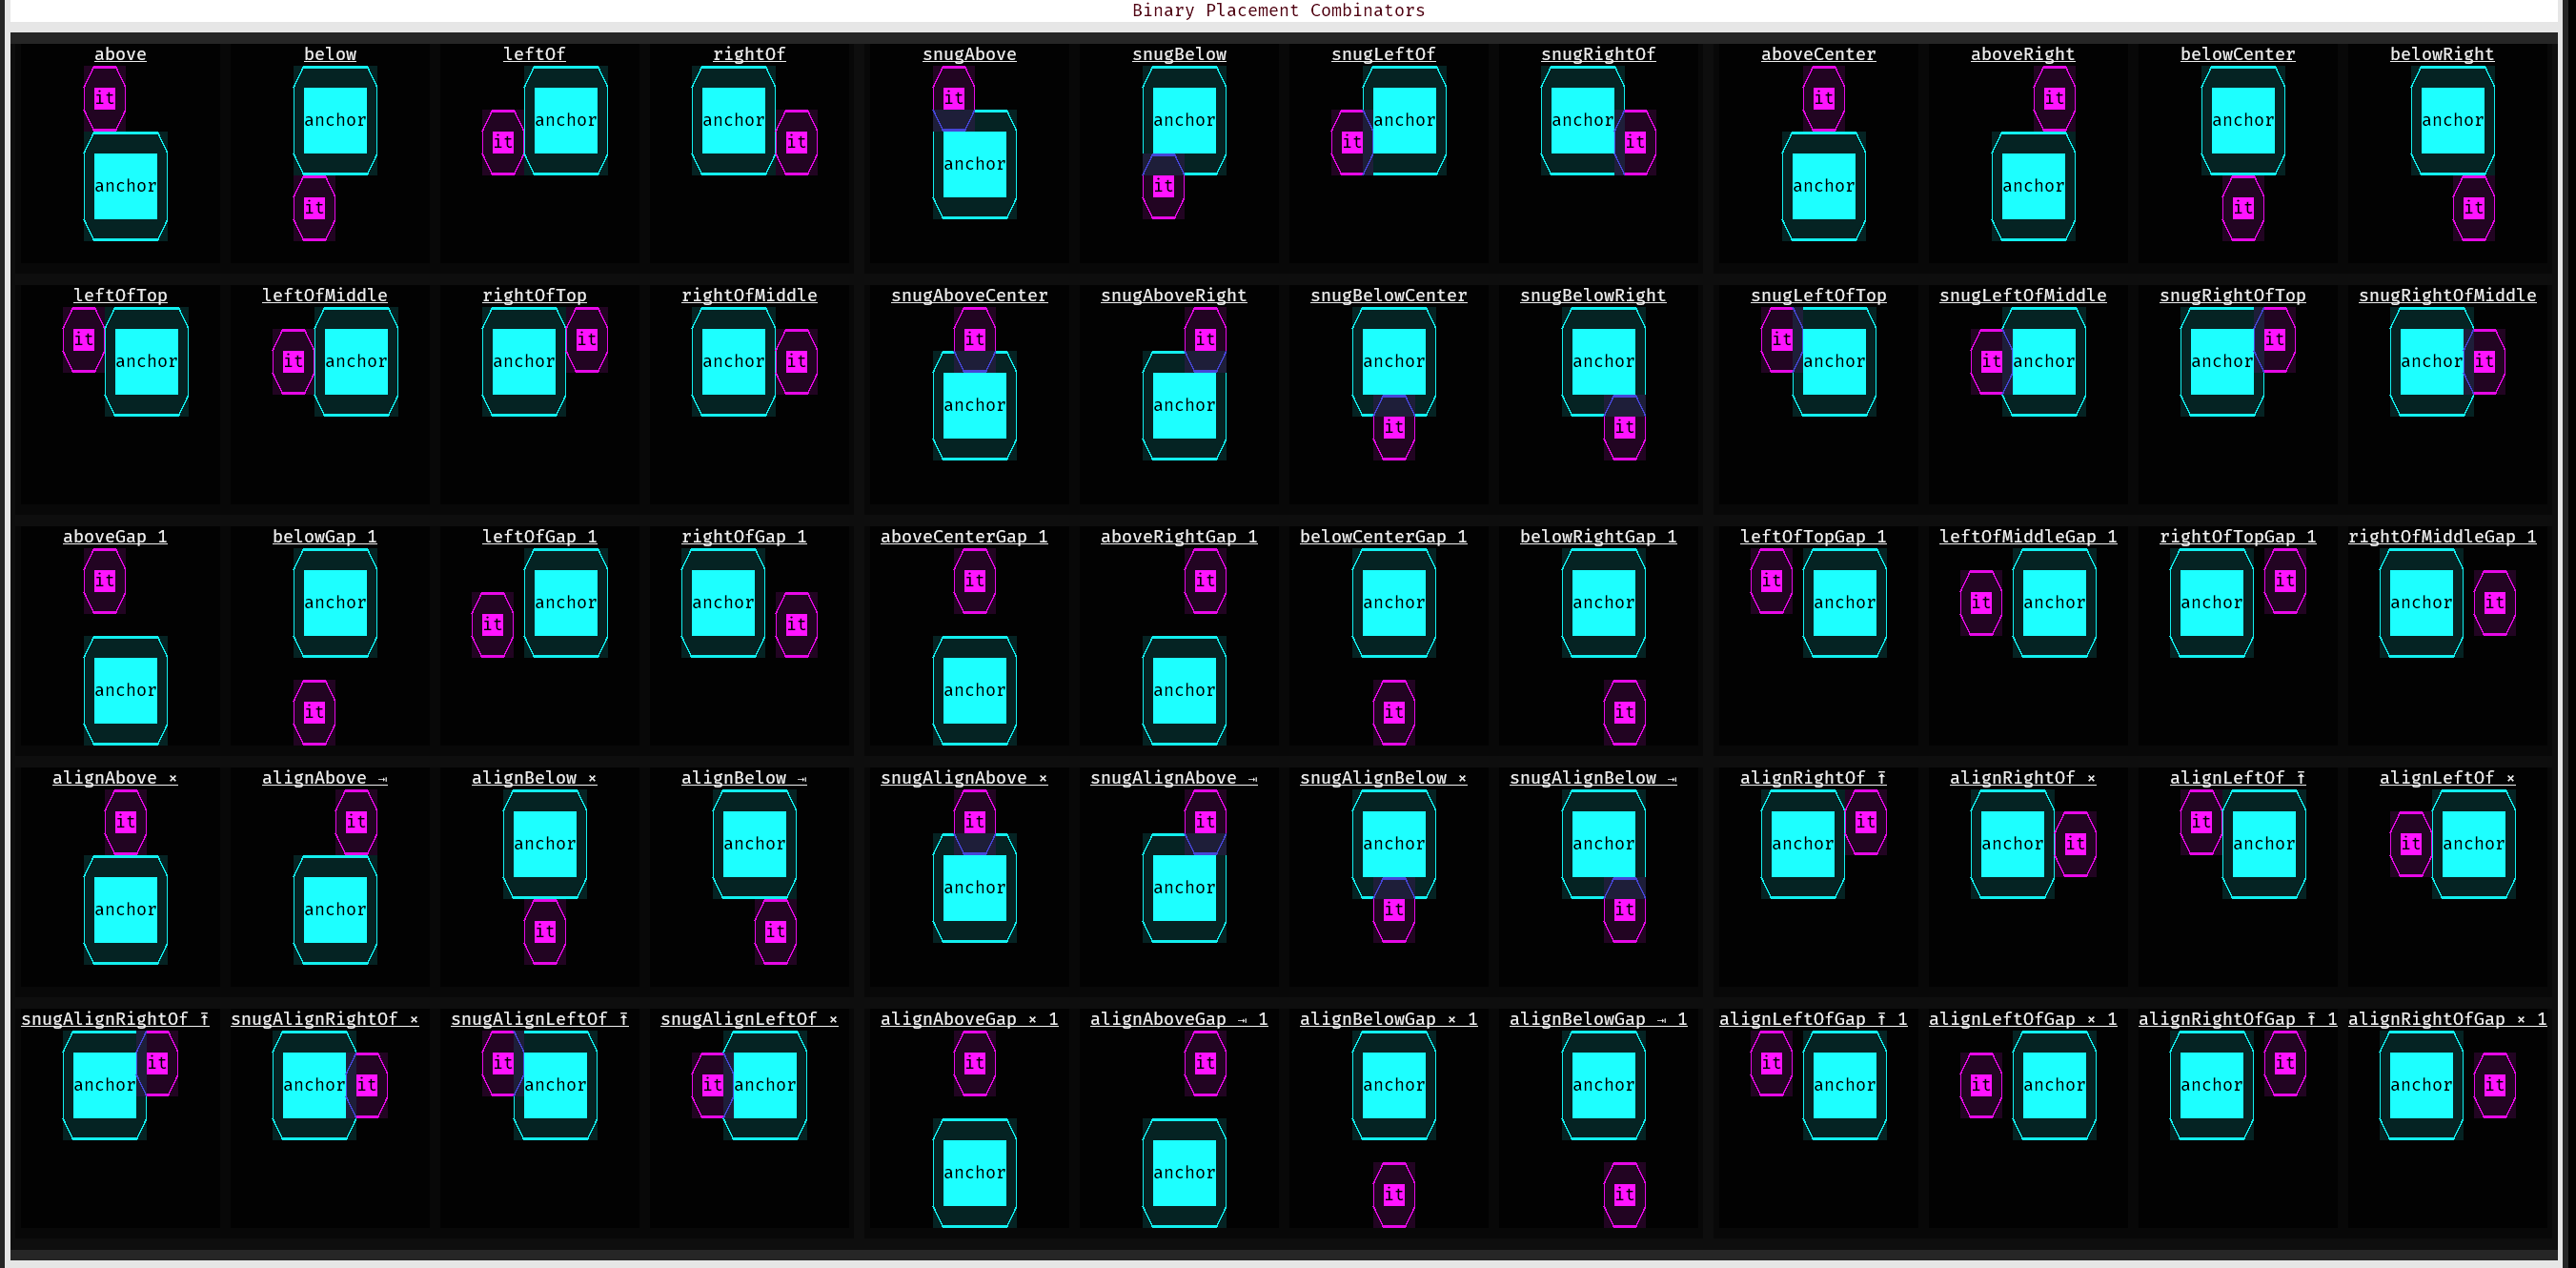 Binary Placement Combinators
above below leftOf rightOf snugAbove snugBelow snugLeftOf snugRightOf aboveCenter aboveRight belowCenter belowRight
it anchor anchor anchor it anchor anchor anchor it it anchor anchor
it it it it
anchor anchor it anchor anchor
it it it
leftOfTop leftOfMiddle rightOfTop rightOfMiddle snugAboveCenter snugAboveRight snugBelowCenter snugBelowRight snugLeftOfTop snugLeftOfMiddle snugRightOfTop snugRightOfMiddle
it it it it it it
anchor it anchor anchor anchor it anchor anchor anchor it anchor anchor anchor it
anchor anchor it it
aboveGap 1 belowGap 1 leftOfGap 1 rightOfGap 1 aboveCenterGap 1 aboveRightGap 1 belowCenterGap 1 belowRightGap 1 leftOfTopGap 1 leftOfMiddleGap 1 rightOfTopGap 1 rightOfMiddleGap 1
it it it it it
anchor anchor anchor anchor anchor anchor it anchor anchor anchor it
it it
anchor anchor anchor anchor
it it it
alignAbove × alignAbove ⇥ alignBelow × alignBelow ⇥ snugAlignAbove × snugAlignAbove ⇥ snugAlignBelow × snugAlignBelow ⇥ alignRightOf ⤒ alignRightOf × alignLeftOf ⤒ alignLeftOf ×
it it it it it it
anchor anchor anchor anchor anchor anchor it anchor it anchor
anchor anchor anchor anchor it it
it it
snugAlignRightOf ⤒ snugAlignRightOf × snugAlignLeftOf ⤒ snugAlignLeftOf × alignAboveGap × 1 alignAboveGap ⇥ 1 alignBelowGap × 1 alignBelowGap ⇥ 1 alignLeftOfGap ⤒ 1 alignLeftOfGap × 1 alignRightOfGap ⤒ 1 alignRightOfGap × 1
it it it it it it
anchor anchor it anchor it anchor anchor anchor anchor it anchor anchor anchor it
anchor anchor
it it